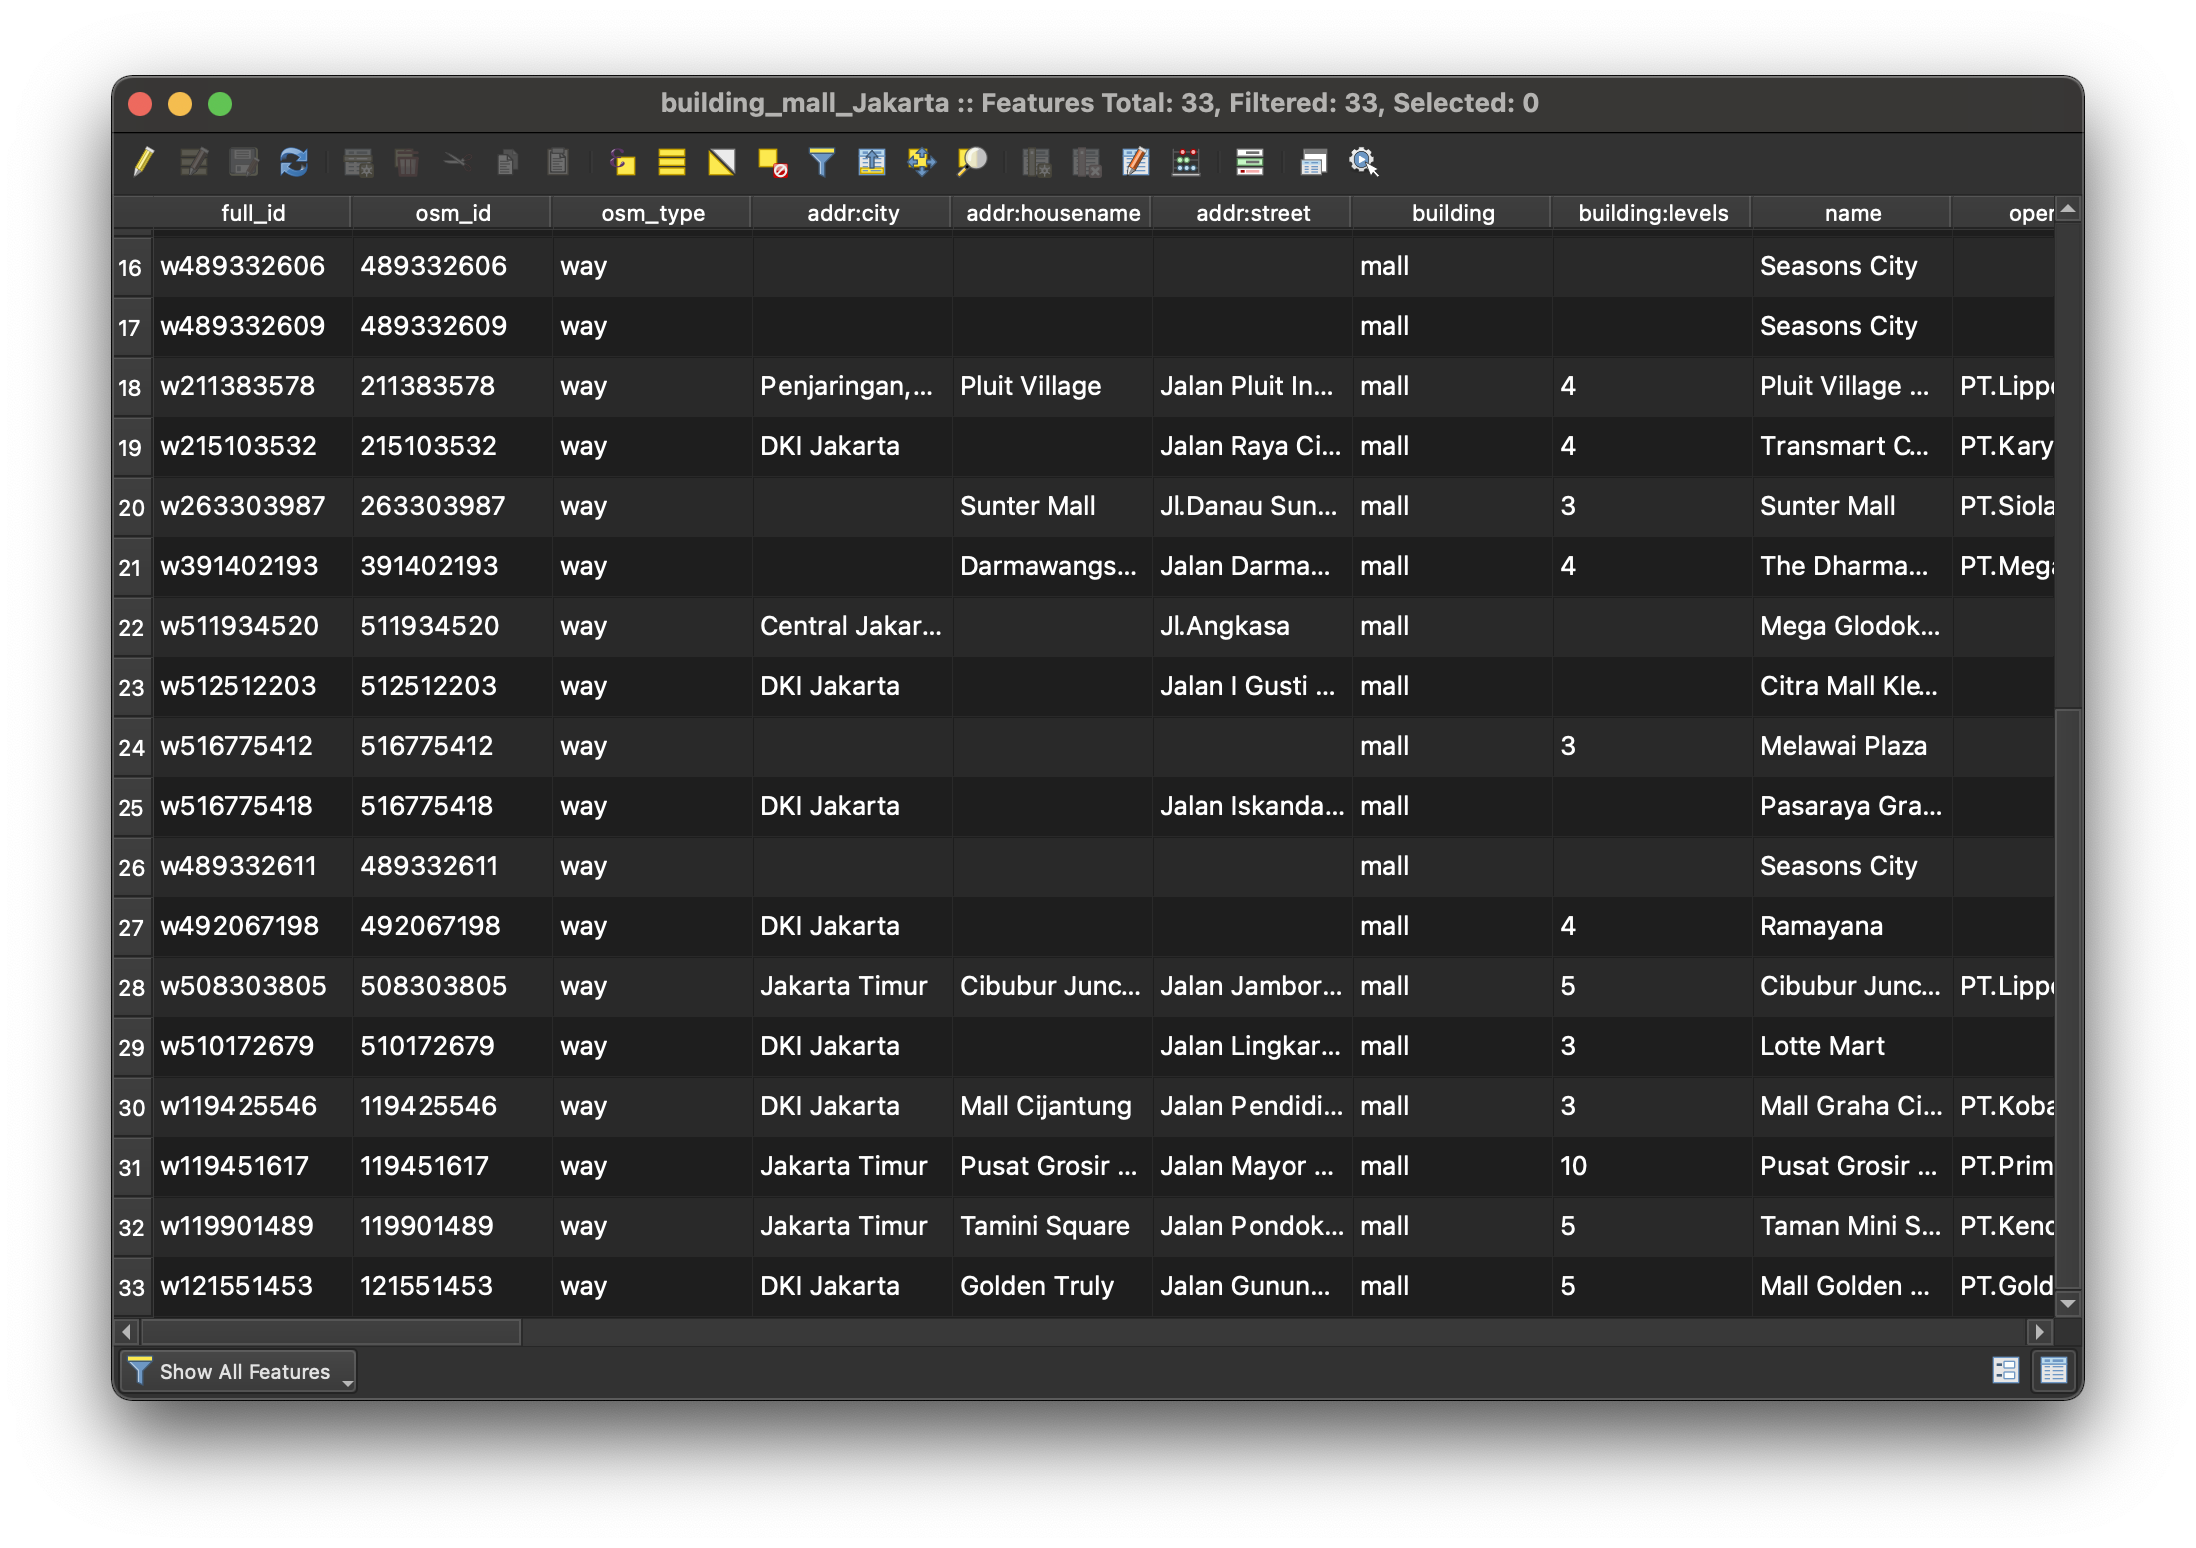 building_mall_Jakarta :: Features Total: 33, Filtered: 33, Selected: 0
full_id osm_id osm_type addr:city addr:housename addr:street building building:levels name oper
16 w489332606 489332606 way mall Seasons City
17 w489332609 489332609 way mall Seasons City
18 w211383578 211383578 way Penjaringan,... Pluit Village Jalan Pluit In... mall 4 Pluit Village ... PT.Lippo
19 w215103532 215103532 way DKI Jakarta Jalan Raya Ci... mall 4 Transmart C... PT.Kary
20 w263303987 263303987 way Sunter Mall Jl.Danau Sun... mall 3 Sunter Mall PT.Siola
21 w391402193 391402193 way Darmawangs... Jalan Darma... mall 4 The Dharma... PT.Mega
22 w511934520 511934520 way Central Jakar... Jl.Angkasa mall Mega Glodok...
23 w512512203 512512203 way DKI Jakarta Jalan I Gusti ... mall Citra Mall Kle...
24 w516775412 516775412 way mall 3 Melawai Plaza
25 w516775418 516775418 way DKI Jakarta Jalan Iskanda... mall Pasaraya Gra...
26 w489332611 489332611 way mall Seasons City
27 w492067198 492067198 way DKI Jakarta mall 4 Ramayana
28 w508303805 508303805 way Jakarta Timur Cibubur Junc... Jalan Jambor... mall 5 Cibubur Junc... PT.Lippo
29 w510172679 510172679 way DKI Jakarta Jalan Lingkar... mall 3 Lotte Mart
30 w119425546 119425546 way DKI Jakarta Mall Cijantung Jalan Pendidi... mall 3 Mall Graha Ci... PT.Koba
31 w119451617 119451617 way Jakarta Timur Pusat Grosir ... Jalan Mayor ... mall 10 Pusat Grosir ... PT.Prim
32 w119901489 119901489 way Jakarta Timur Tamini Square Jalan Pondok... mall 5 Taman Mini S... PT.Kenc
33 w121551453 121551453 way DKI Jakarta Golden Truly Jalan Gunun... mall 5 Mall Golden ... PT.Gold
Show All Features